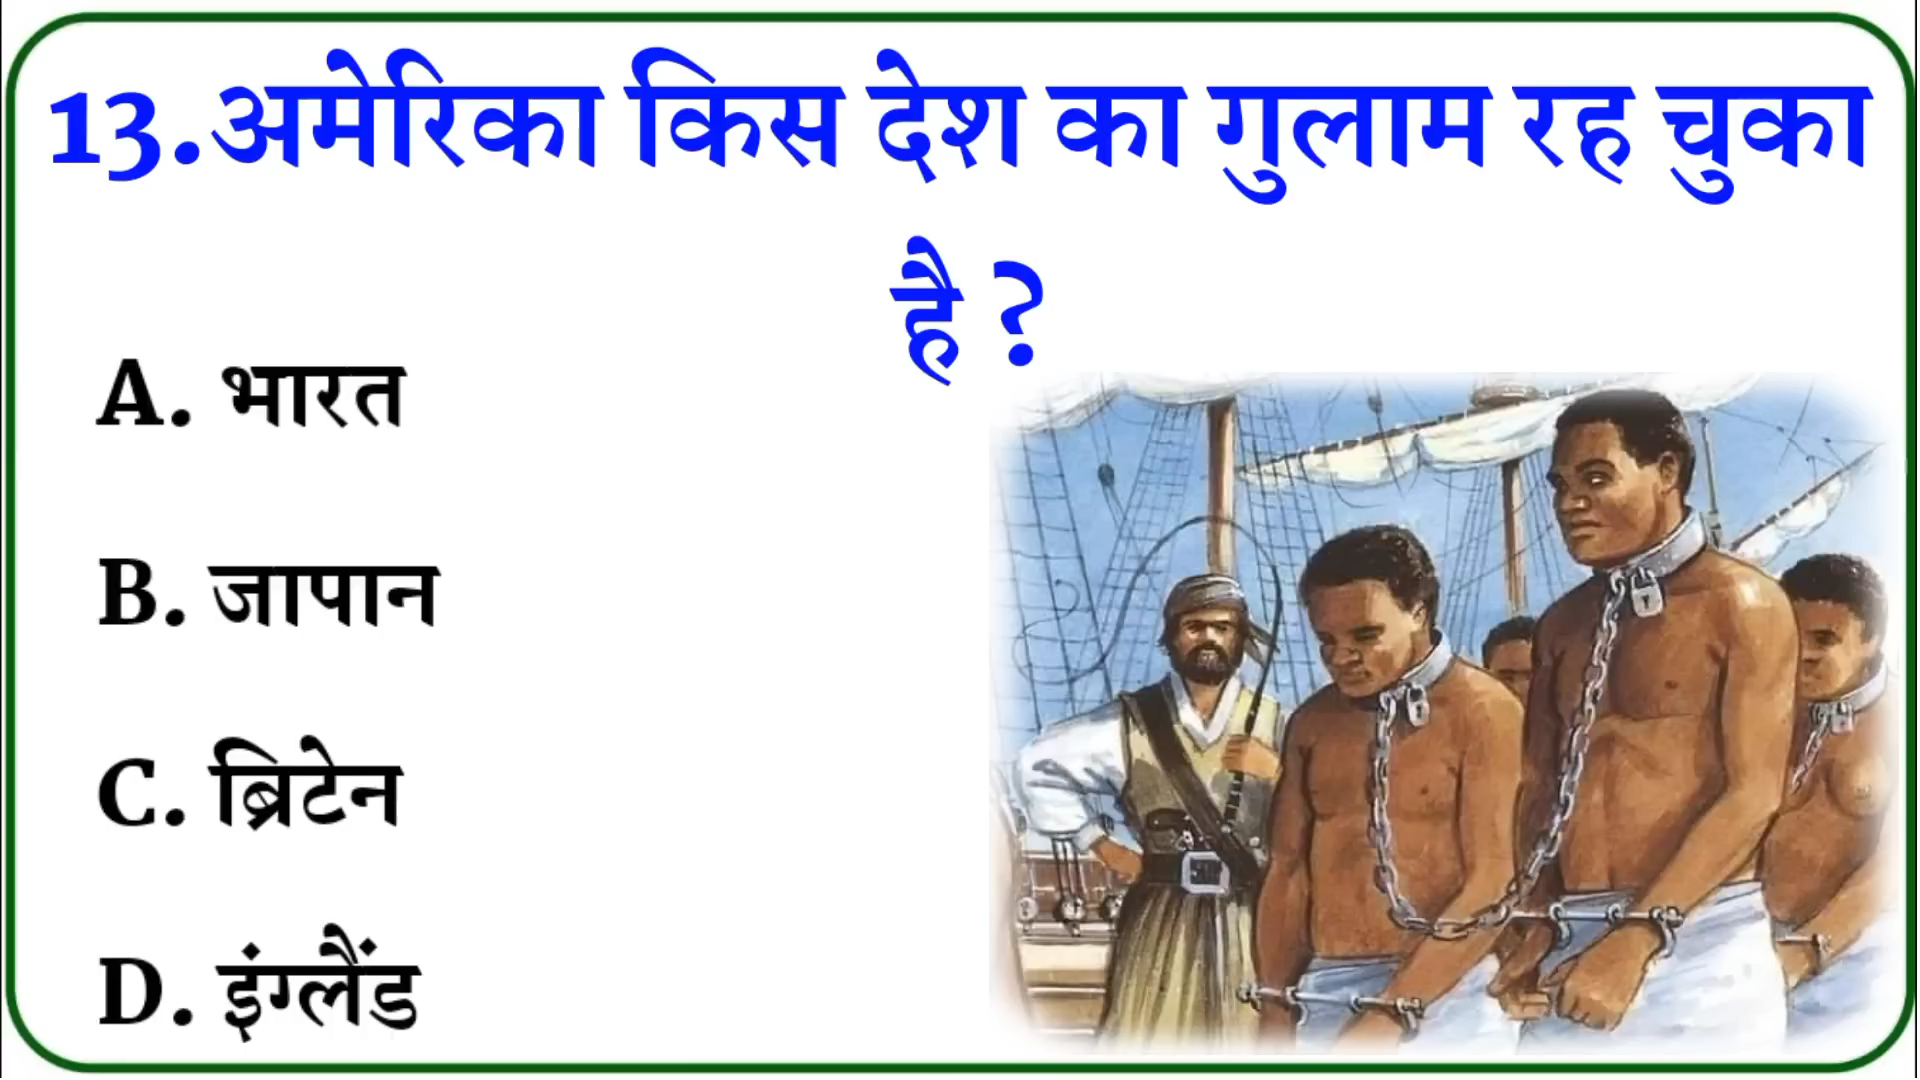 13.अमेरिका किस देश का गुलाम रह चुका
है ?
A. भारत
B. जापान
C. ब्रिटेन
D. इंग्लैंड